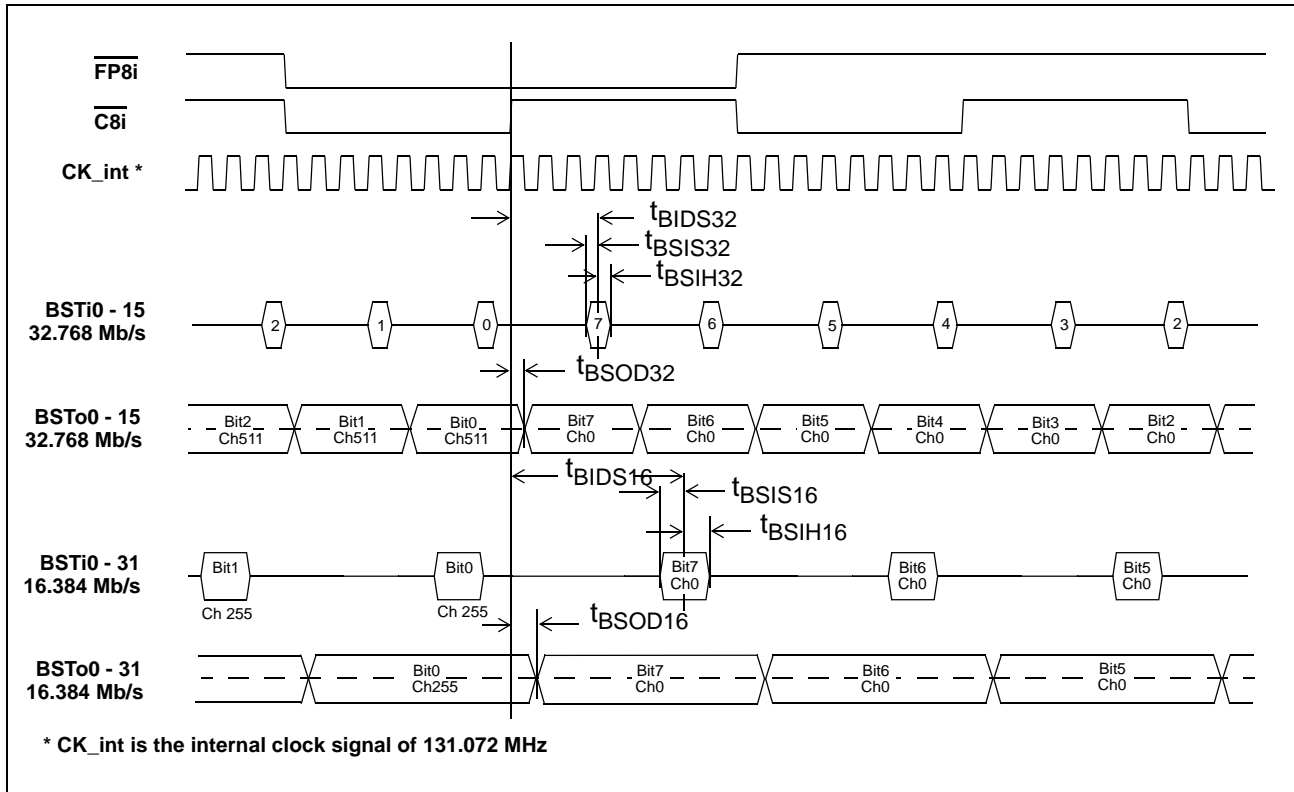 FP8i
C8i
CK_int *
tBIDS32
tBSIS32
tBSIH32
BSTi0 - 15
32.768 Mb/s
2 1 0 7 6 5 4 3 2
tBSOD32
BSTo0 - 15
32.768 Mb/s
Bit2 Bit1 Bit0 Bit7 Bit6 Bit5 Bit4 Bit3 Bit2
Ch511 Ch511 Ch511 Ch0 Ch0 Ch0 Ch0 Ch0 Ch0
tBIDS16
tBSIS16
tBSIH16
BSTi0 - 31
16.384 Mb/s
Bit1 Bit0 Bit7 Bit6 Bit5
Ch0 Ch0 Ch0
Ch 255 Ch 255
tBSOD16
BSTo0 - 31
16.384 Mb/s
Bit0 Bit7 Bit6 Bit5
Ch255 Ch0 Ch0 Ch0
* CK_int is the internal clock signal of 131.072 MHz